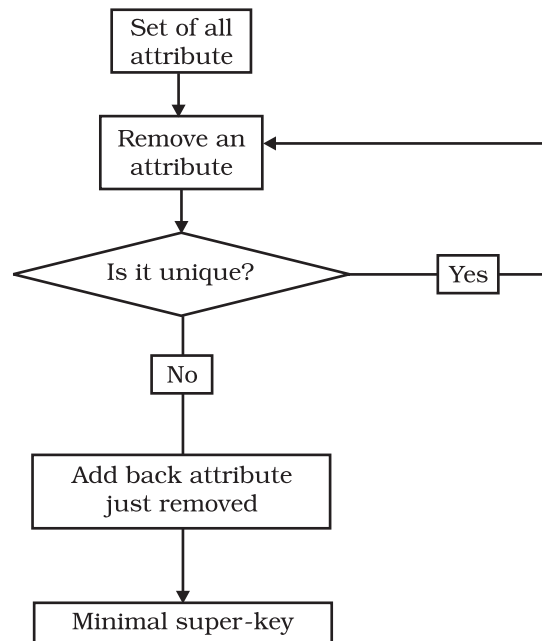 Set of all
attribute
Remove an
attribute
Is it unique?
Yes
No
Add back attribute
just removed
Minimal super-key